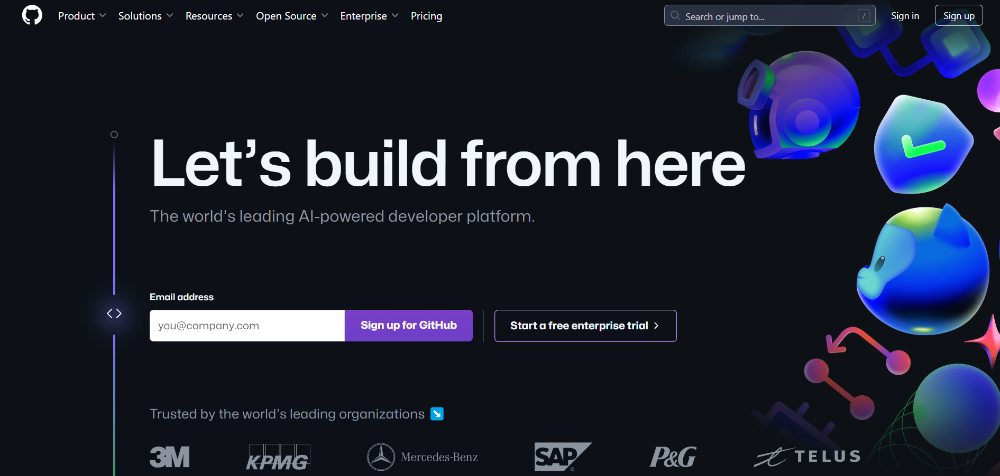 Product Solutions Resources Open Source Enterprise Pricing Search or jump to... / Sign in Sign up
Let’s build from here
The world’s leading AI-powered developer platform.
Email address
you@company.com Sign up for GitHub Start a free enterprise trial
Trusted by the world’s leading organizations
3M KPMG Mercedes-Benz SAP ® P&G TELUS